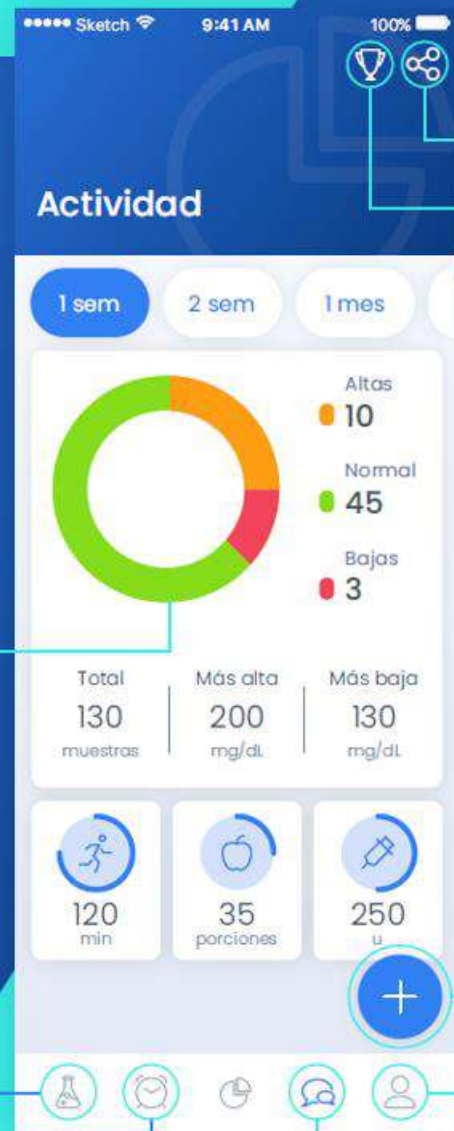 Sketch 9:41 AM 100%
Actividad
1 sem 2 sem 1 mes
Altas
10
Normal
45
Bajas
3
Total Más alta Más baja
130 200 130
muestras mg/dL mg/dL
120 35 250
min porciones u